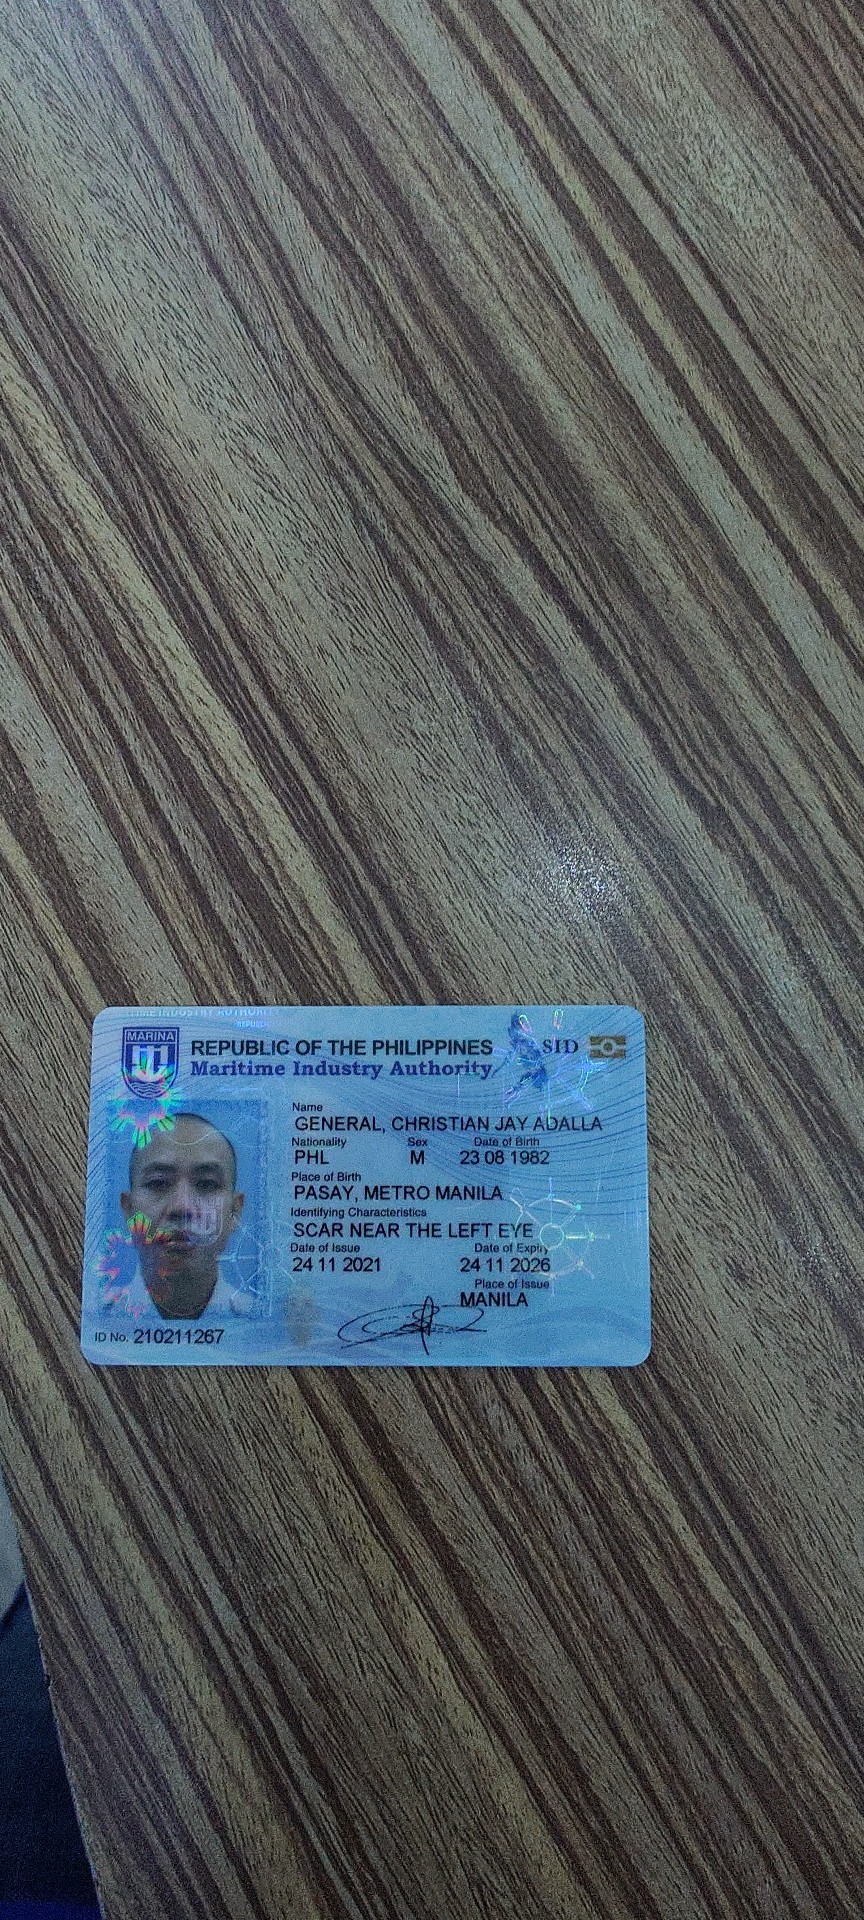 MARINA
REPUBLIC OF THE PHILIPPINES
Maritime Industry Authority
SID
Name
GENERAL, CHRISTIAN JAY ADALLA
Nationality Sex Date of Birth
PHL M 23 08 1982
Place of Birth
PASAY, METRO MANILA
Identifying Characteristics
SCAR NEAR THE LEFT EYE
Date of Issue Date of Expiry
24 11 2021 24 11 2026
Place of Issue
MANILA
ID No. 210211267